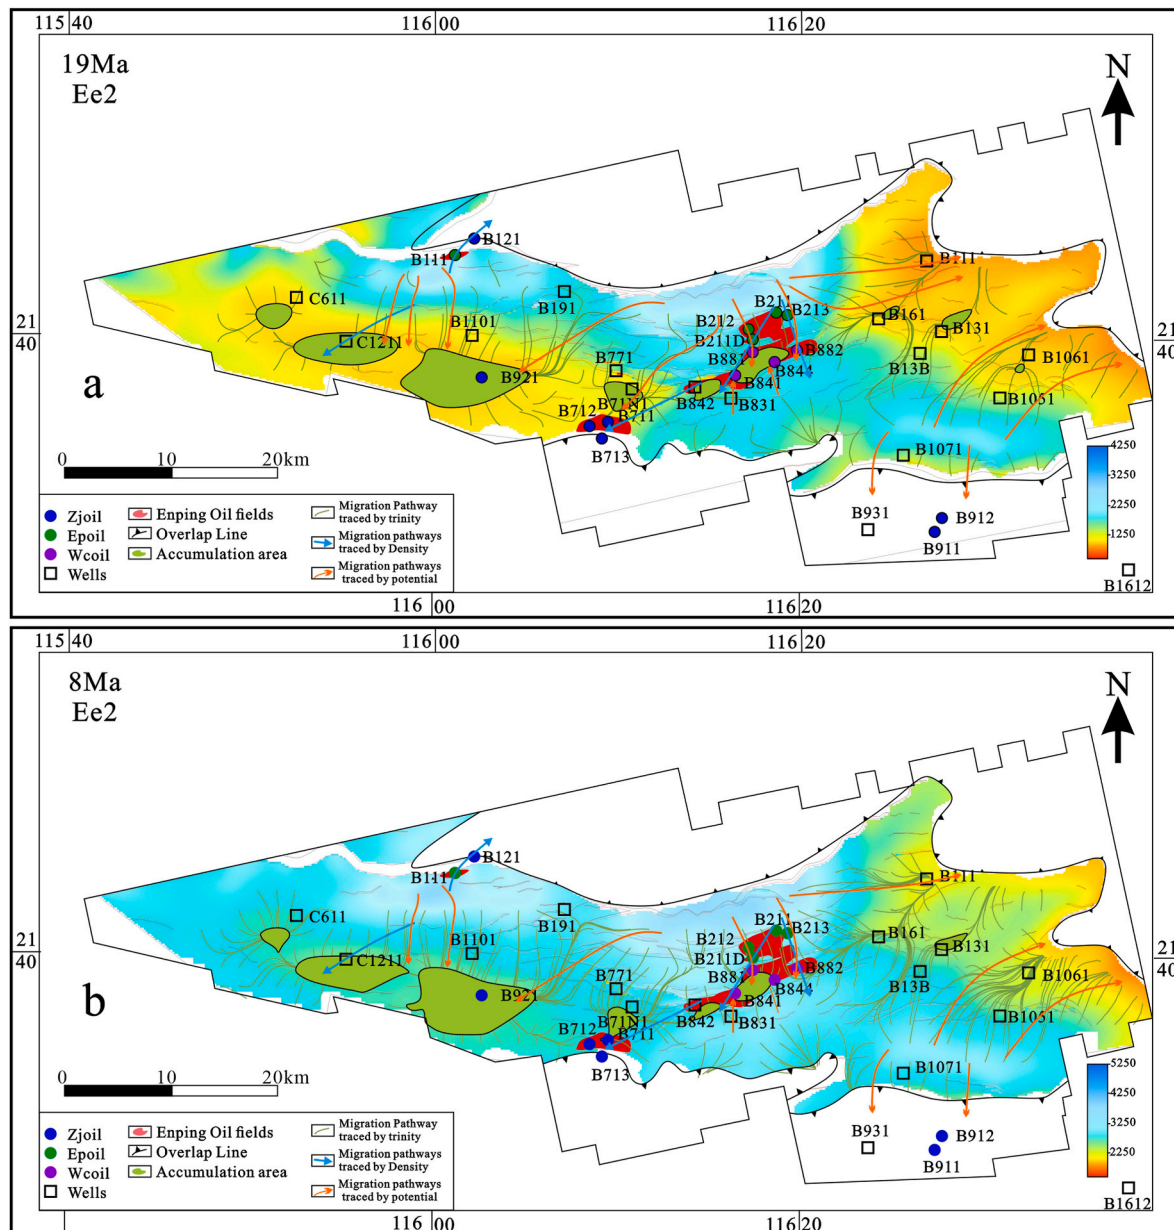 115 40
116 00
116 20
19Ma
Ee2
N
B121
B111
C611
B191
B1101
C1211
B921
B771
B71N1
B712
B711
B713
B211
B213
B212
B211D
B881
B882
B844
B841
B842
B831
B111
B161
B131
B13B
B1061
B1051
B1071
B931
B912
B911
B1612
21
40
21
40
a
0 10 20km
4250
3250
2250
1250
Zjoil
Epoil
Wcoil
Wells
Enping Oil fields
Overlap Line
Accumulation area
Migration Pathway
traced by trinity
Migration pathways
traced by Density
Migration pathways
traced by potential
116 00
116 20
115 40
116 00
116 20
8Ma
Ee2
N
B121
B111
C611
B191
B1101
C1211
B921
B771
B71N1
B712
B711
B713
B211
B213
B212
B211D
B881
B882
B844
B841
B842
B831
B111
B161
B131
B13B
B1061
B1051
B1071
B931
B912
B911
B1612
21
40
21
40
b
0 10 20km
5250
4250
3250
2250
Zjoil
Epoil
Wcoil
Wells
Enping Oil fields
Overlap Line
Accumulation area
Migration Pathway
traced by trinity
Migration pathways
traced by Density
Migration pathways
traced by potential
116 00
116 20